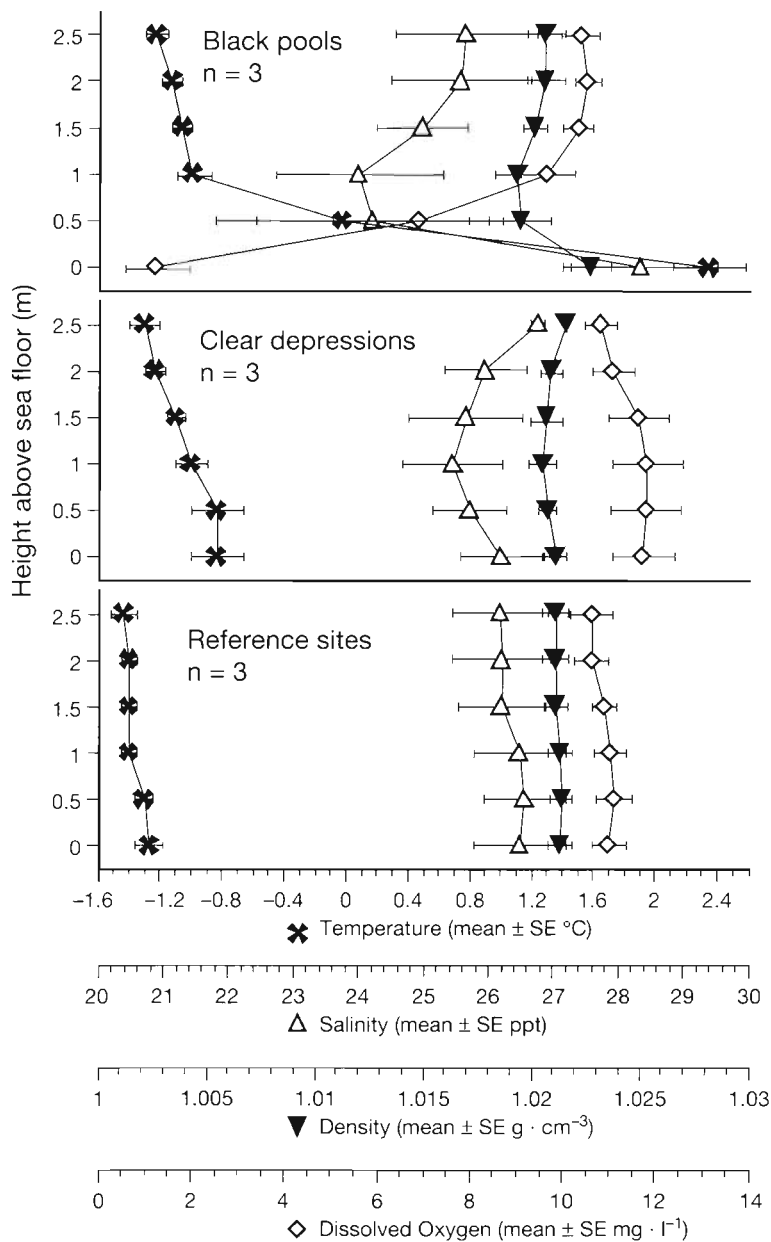 Height above sea floor (m)
Black pools
n = 3
2.5
2
1.5
1
0.5
0
Clear depressions
n = 3
2.5
2
1.5
1
0.5
0
Reference sites
n = 3
2.5
2
1.5
1
0.5
0
−1.6 −1.2 −0.8 −0.4 0 0.4 0.8 1.2 1.6 2 2.4
Temperature (mean ± SE °C)
20 21 22 23 24 25 26 27 28 29 30
Salinity (mean ± SE ppt)
1 1.005 1.01 1.015 1.02 1.025 1.03
Density (mean ± SE g · cm⁻³)
0 2 4 6 8 10 12 14
Dissolved Oxygen (mean ± SE mg · l⁻¹)